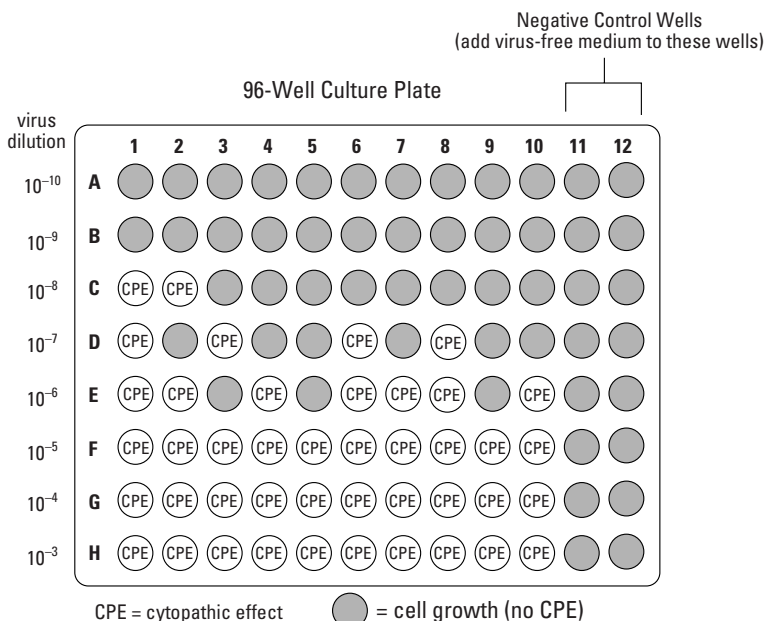 Negative Control Wells
(add virus-free medium to these wells)
96-Well Culture Plate
virus
dilution
1 2 3 4 5 6 7 8 9 10 11 12
10⁻¹⁰ A
10⁻⁹ B
10⁻⁸ C CPE CPE
10⁻⁷ D CPE CPE CPE CPE
10⁻⁶ E CPE CPE CPE CPE CPE CPE CPE
10⁻⁵ F CPE CPE CPE CPE CPE CPE CPE CPE CPE CPE
10⁻⁴ G CPE CPE CPE CPE CPE CPE CPE CPE CPE CPE
10⁻³ H CPE CPE CPE CPE CPE CPE CPE CPE CPE CPE
CPE = cytopathic effect = cell growth (no CPE)